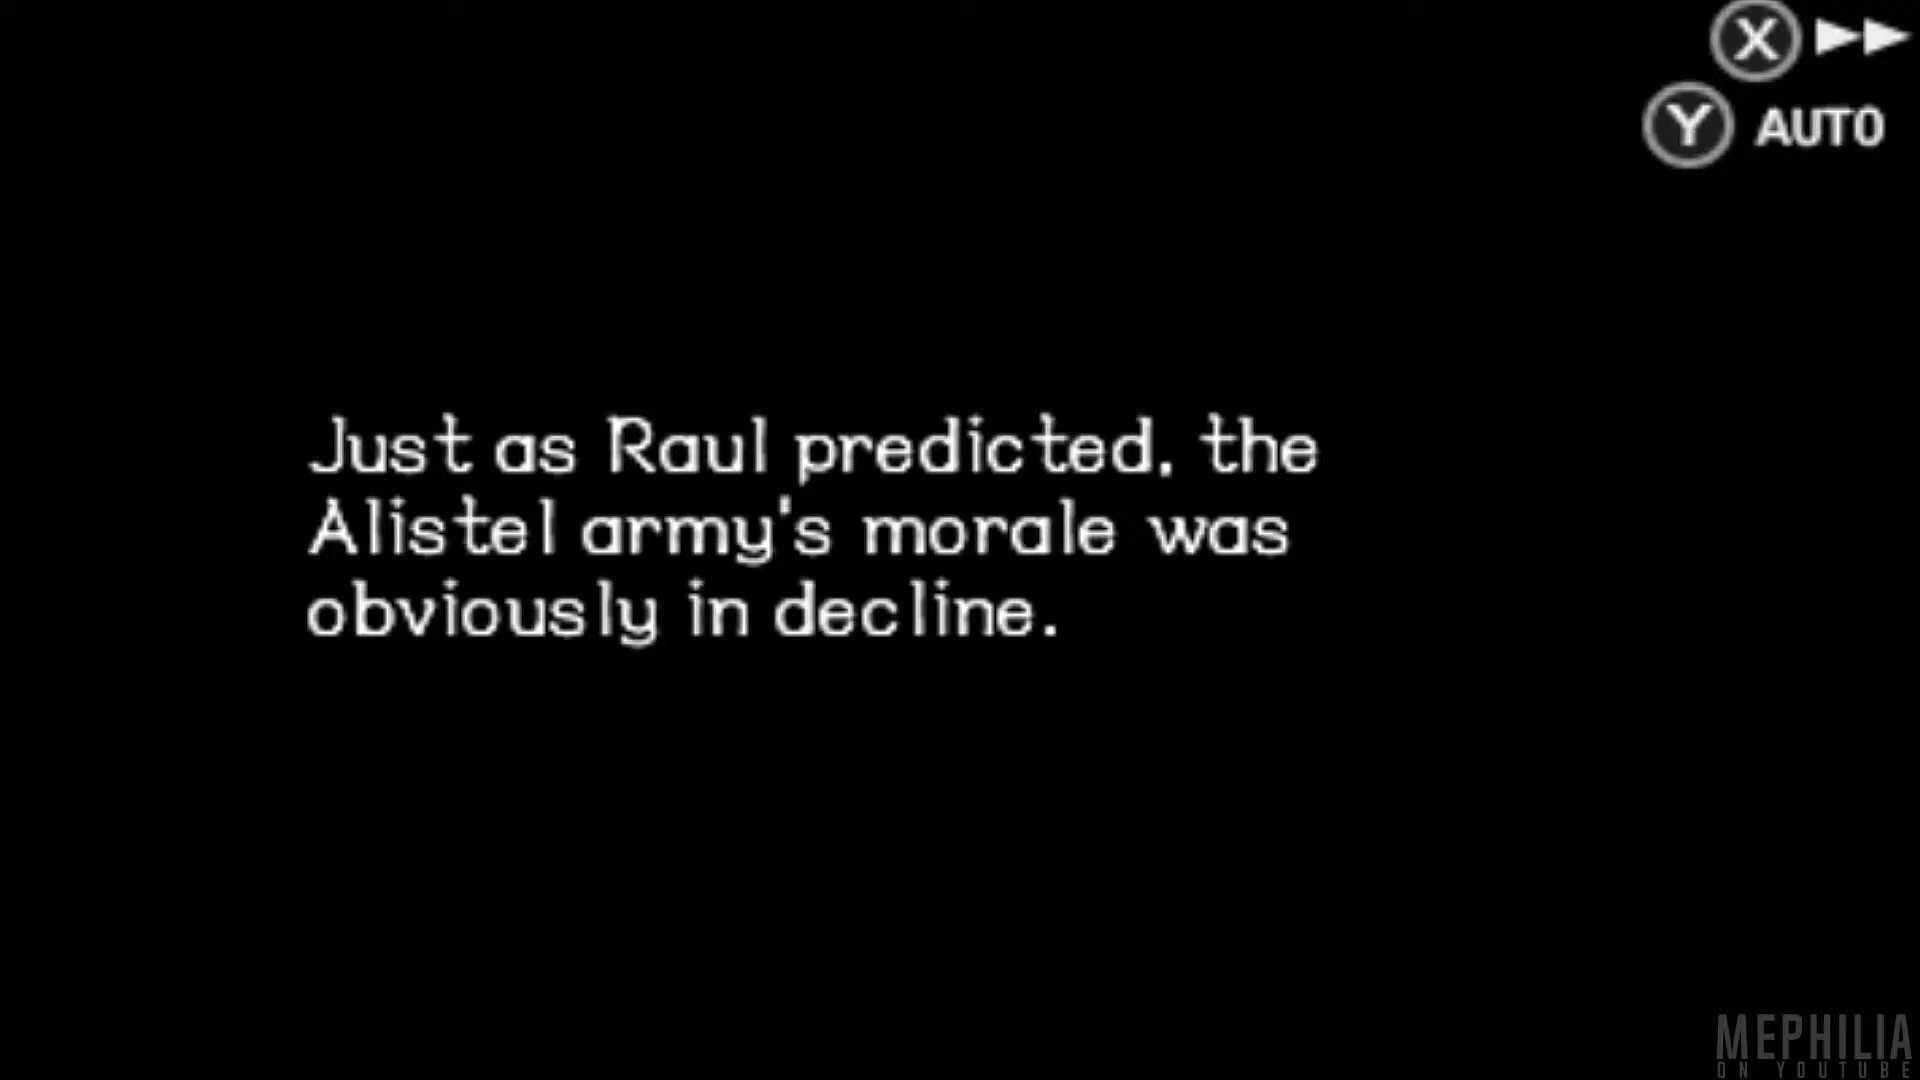 X
Y AUTO
Just as Raul predicted, the
Alistel army's morale was
obviously in decline.
MEPHILIA
ON YOUTUBE